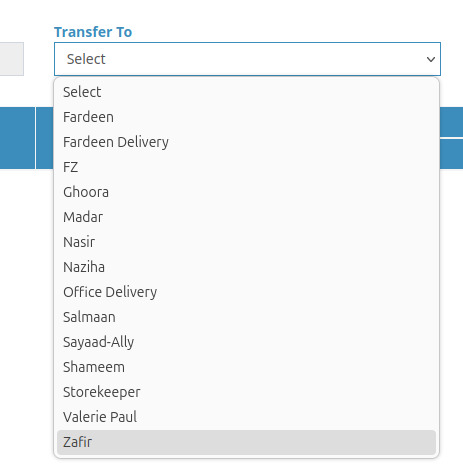 Transfer To
Select
Select
Fardeen
Fardeen Delivery
FZ
Ghoora
Madar
Nasir
Naziha
Office Delivery
Salmaan
Sayaad-Ally
Shameem
Storekeeper
Valerie Paul
Zafir